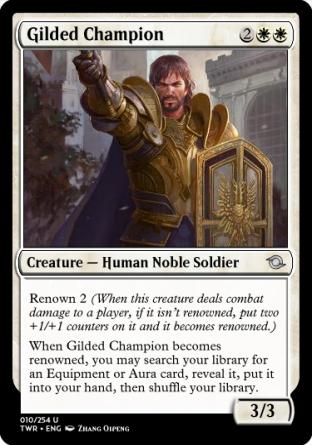 Gilded Champion 2
Creature — Human Noble Soldier
Renown 2 (When this creature deals combat
damage to a player, if it isn't renowned, put two
+1/+1 counters on it and it becomes renowned.)
When Gilded Champion becomes
renowned, you may search your library for
an Equipment or Aura card, reveal it, put it
into your hand, then shuffle your library.
3/3
010/254 U
TWR • ENG Zhang Qipeng